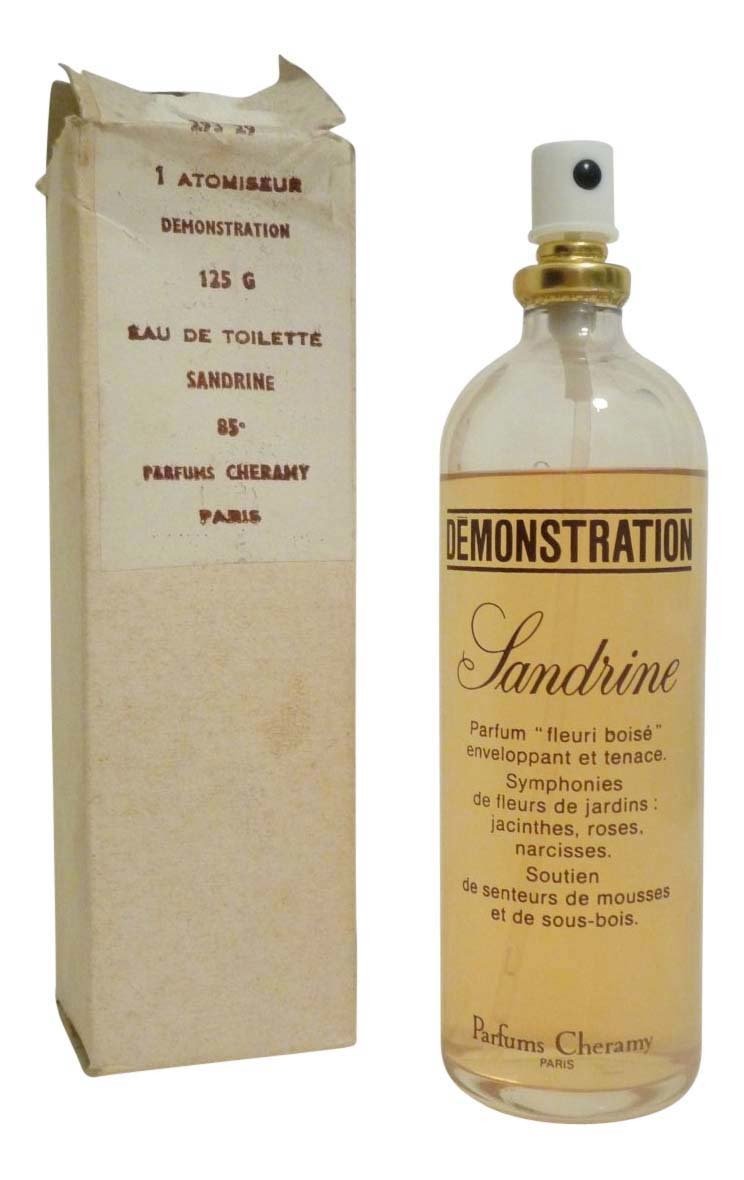 1 ATOMISEUR
DEMONSTRATION
125 G
EAU DE TOILETTE
SANDRINE
85°
PARFUMS CHERAMY
PARIS
DÉMONSTRATION
Sandrine
Parfum "fleuri boisé"
enveloppant et tenace.
Symphonies
de fleurs de jardins :
jacinthes, roses,
narcisses.
Soutien
de senteurs de mousses
et de sous-bois.
Parfums Cheramy
PARIS